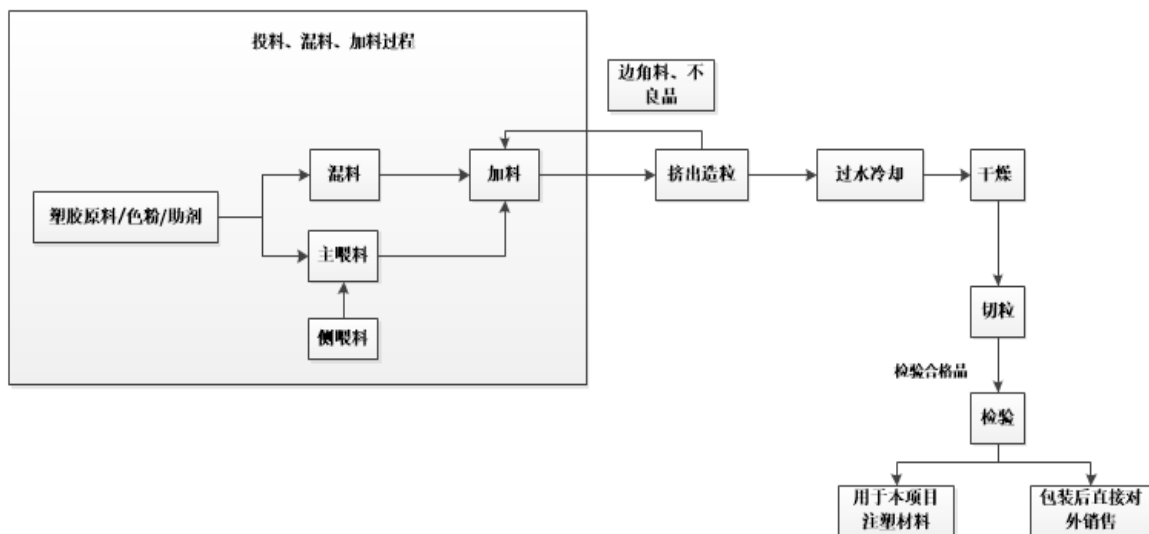 投料、混料、加料过程
边角料、不
良品
混料
加料
挤出造粒
过水冷却
干燥
塑胶原料/色粉/助剂
主喂料
侧喂料
切粒
检验合格品
检验
用于本项目
注塑材料
包装后直接对
外销售